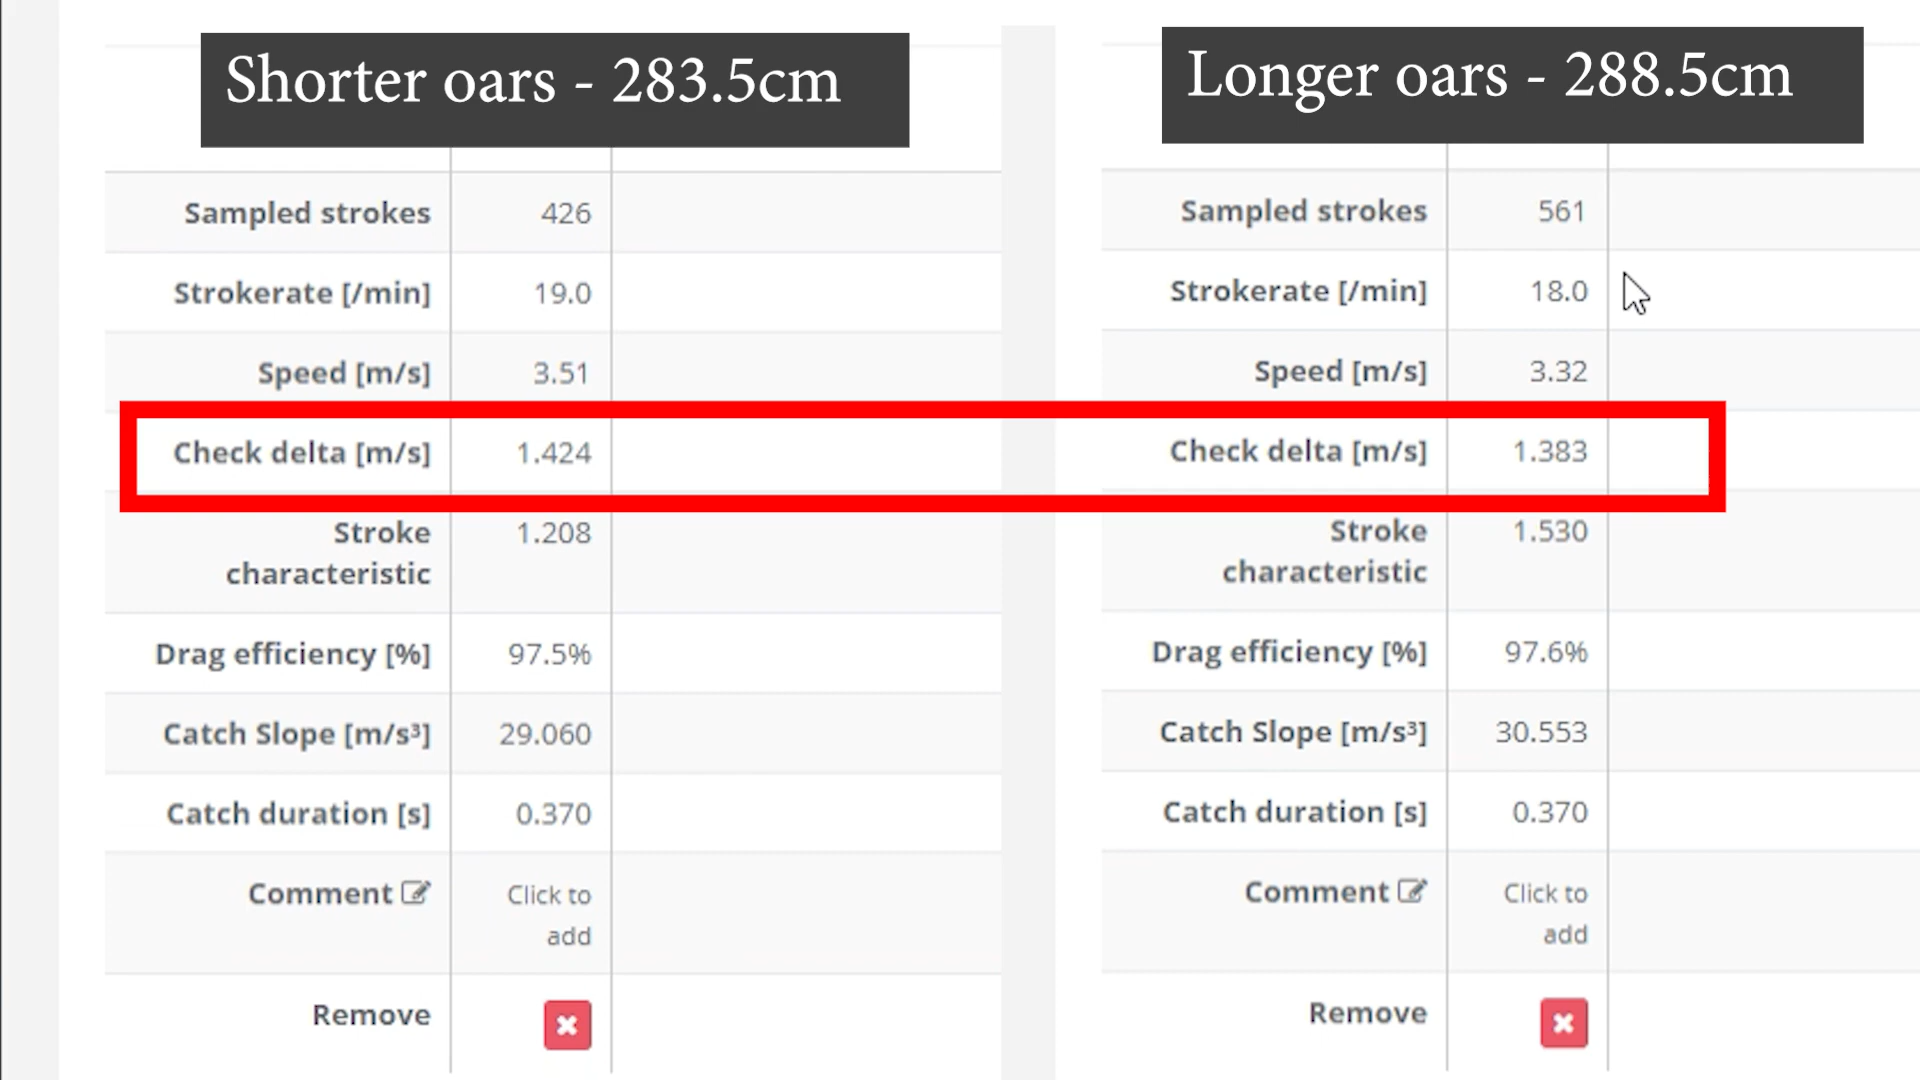 Shorter oars - 283.5cm
Sampled strokes 426
Strokerate [/min] 19.0
Speed [m/s] 3.51
Check delta [m/s] 1.424
Stroke 1.208
characteristic
Drag efficiency [%] 97.5%
Catch Slope [m/s³] 29.060
Catch duration [s] 0.370
Comment Click to
add
Remove
Longer oars - 288.5cm
Sampled strokes 561
Strokerate [/min] 18.0
Speed [m/s] 3.32
Check delta [m/s] 1.383
Stroke 1.530
characteristic
Drag efficiency [%] 97.6%
Catch Slope [m/s³] 30.553
Catch duration [s] 0.370
Comment Click to
add
Remove